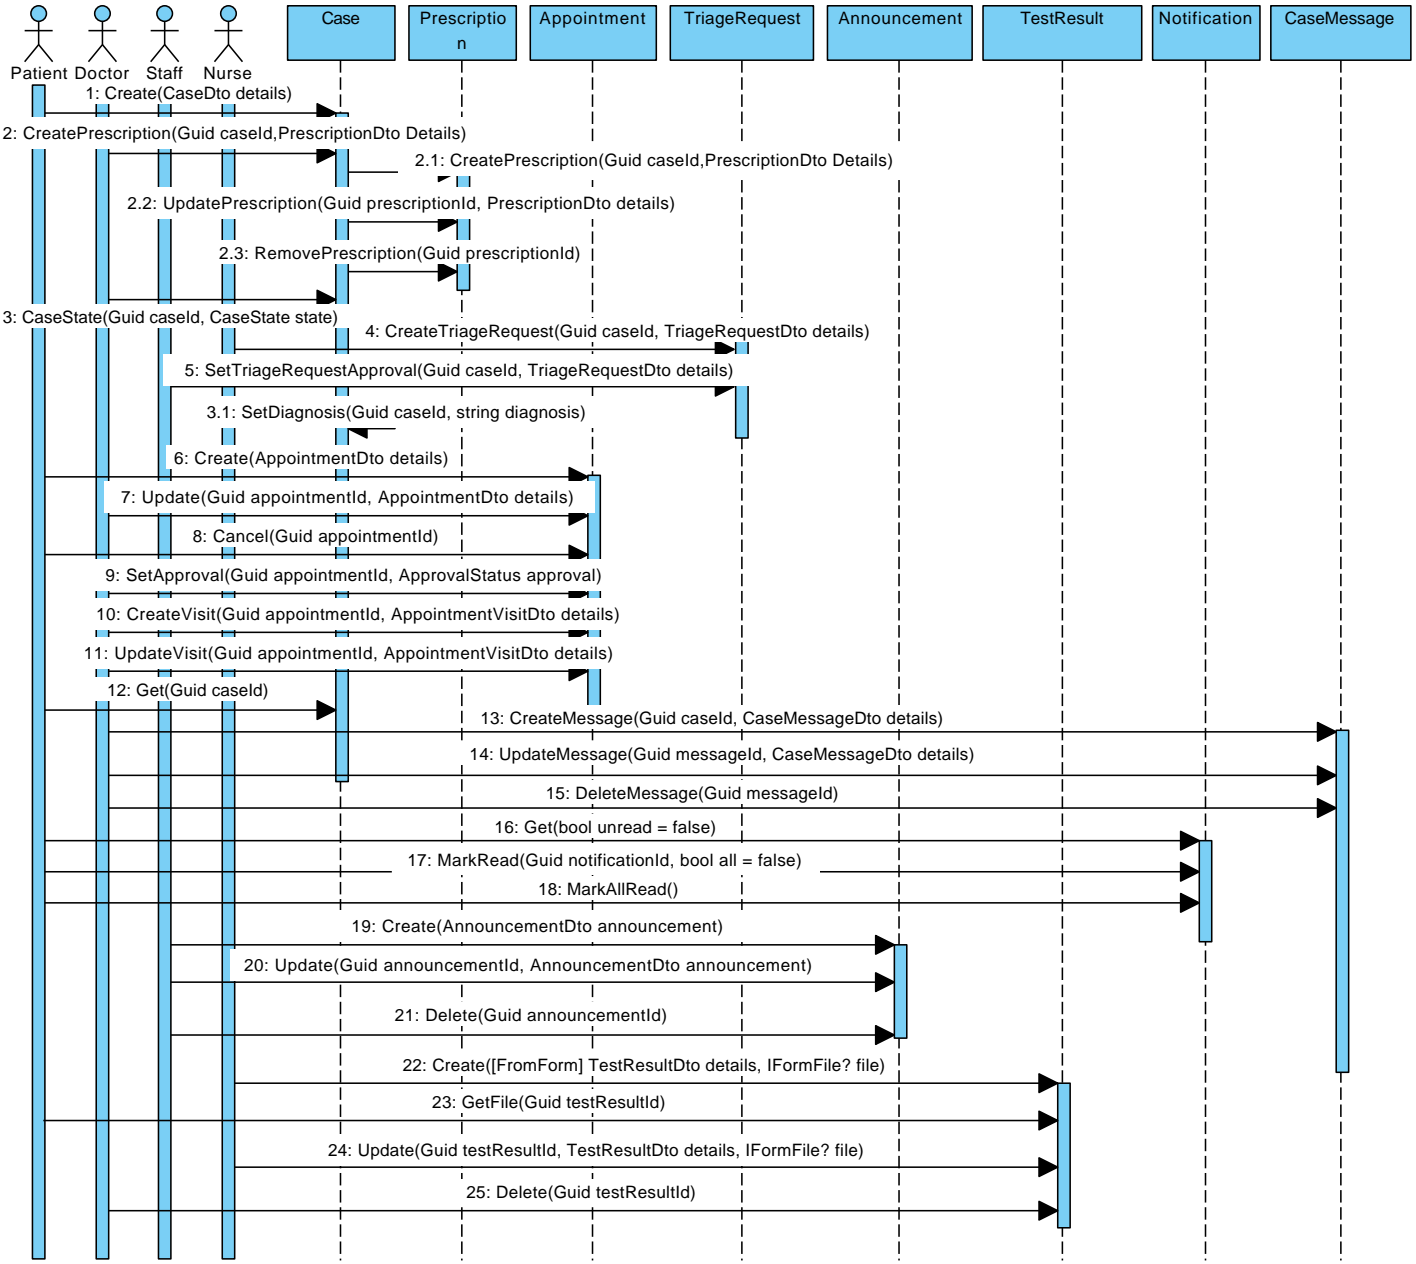 Case
Prescriptio
n
Appointment
TriageRequest
Announcement
TestResult
Notification
CaseMessage
Patient
Doctor
Staff
Nurse
1: Create(CaseDto details)
2: CreatePrescription(Guid caseId,PrescriptionDto Details)
2.1: CreatePrescription(Guid caseId,PrescriptionDto Details)
2.2: UpdatePrescription(Guid prescriptionId, PrescriptionDto details)
2.3: RemovePrescription(Guid prescriptionId)
3: CaseState(Guid caseId, CaseState state)
4: CreateTriageRequest(Guid caseId, TriageRequestDto details)
5: SetTriageRequestApproval(Guid caseId, TriageRequestDto details)
3.1: SetDiagnosis(Guid caseId, string diagnosis)
6: Create(AppointmentDto details)
7: Update(Guid appointmentId, AppointmentDto details)
8: Cancel(Guid appointmentId)
9: SetApproval(Guid appointmentId, ApprovalStatus approval)
10: CreateVisit(Guid appointmentId, AppointmentVisitDto details)
11: UpdateVisit(Guid appointmentId, AppointmentVisitDto details)
12: Get(Guid caseId)
13: CreateMessage(Guid caseId, CaseMessageDto details)
14: UpdateMessage(Guid messageId, CaseMessageDto details)
15: DeleteMessage(Guid messageId)
16: Get(bool unread = false)
17: MarkRead(Guid notificationId, bool all = false)
18: MarkAllRead()
19: Create(AnnouncementDto announcement)
20: Update(Guid announcementId, AnnouncementDto announcement)
21: Delete(Guid announcementId)
22: Create([FromForm] TestResultDto details, IFormFile? file)
23: GetFile(Guid testResultId)
24: Update(Guid testResultId, TestResultDto details, IFormFile? file)
25: Delete(Guid testResultId)